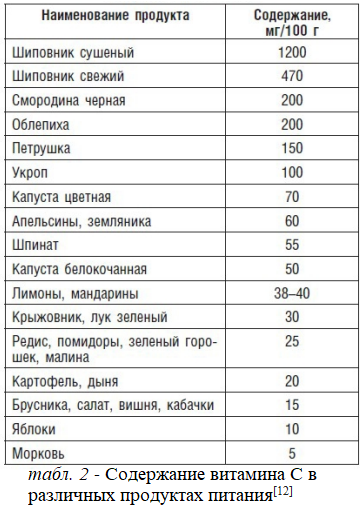 Наименование продукта Содержание,
мг/100 г
Шиповник сушеный 1200
Шиповник свежий 470
Смородина черная 200
Облепиха 200
Петрушка 150
Укроп 100
Капуста цветная 70
Апельсины, земляника 60
Шпинат 55
Капуста белокочанная 50
Лимоны, мандарины 38–40
Крыжовник, лук зеленый 30
Редис, помидоры, зеленый горо- 25
шек, малина
Картофель, дыня 20
Брусника, салат, вишня, кабачки 15
Яблоки 10
Морковь 5
табл. 2 - Содержание витамина С в
различных продуктах питания[12]